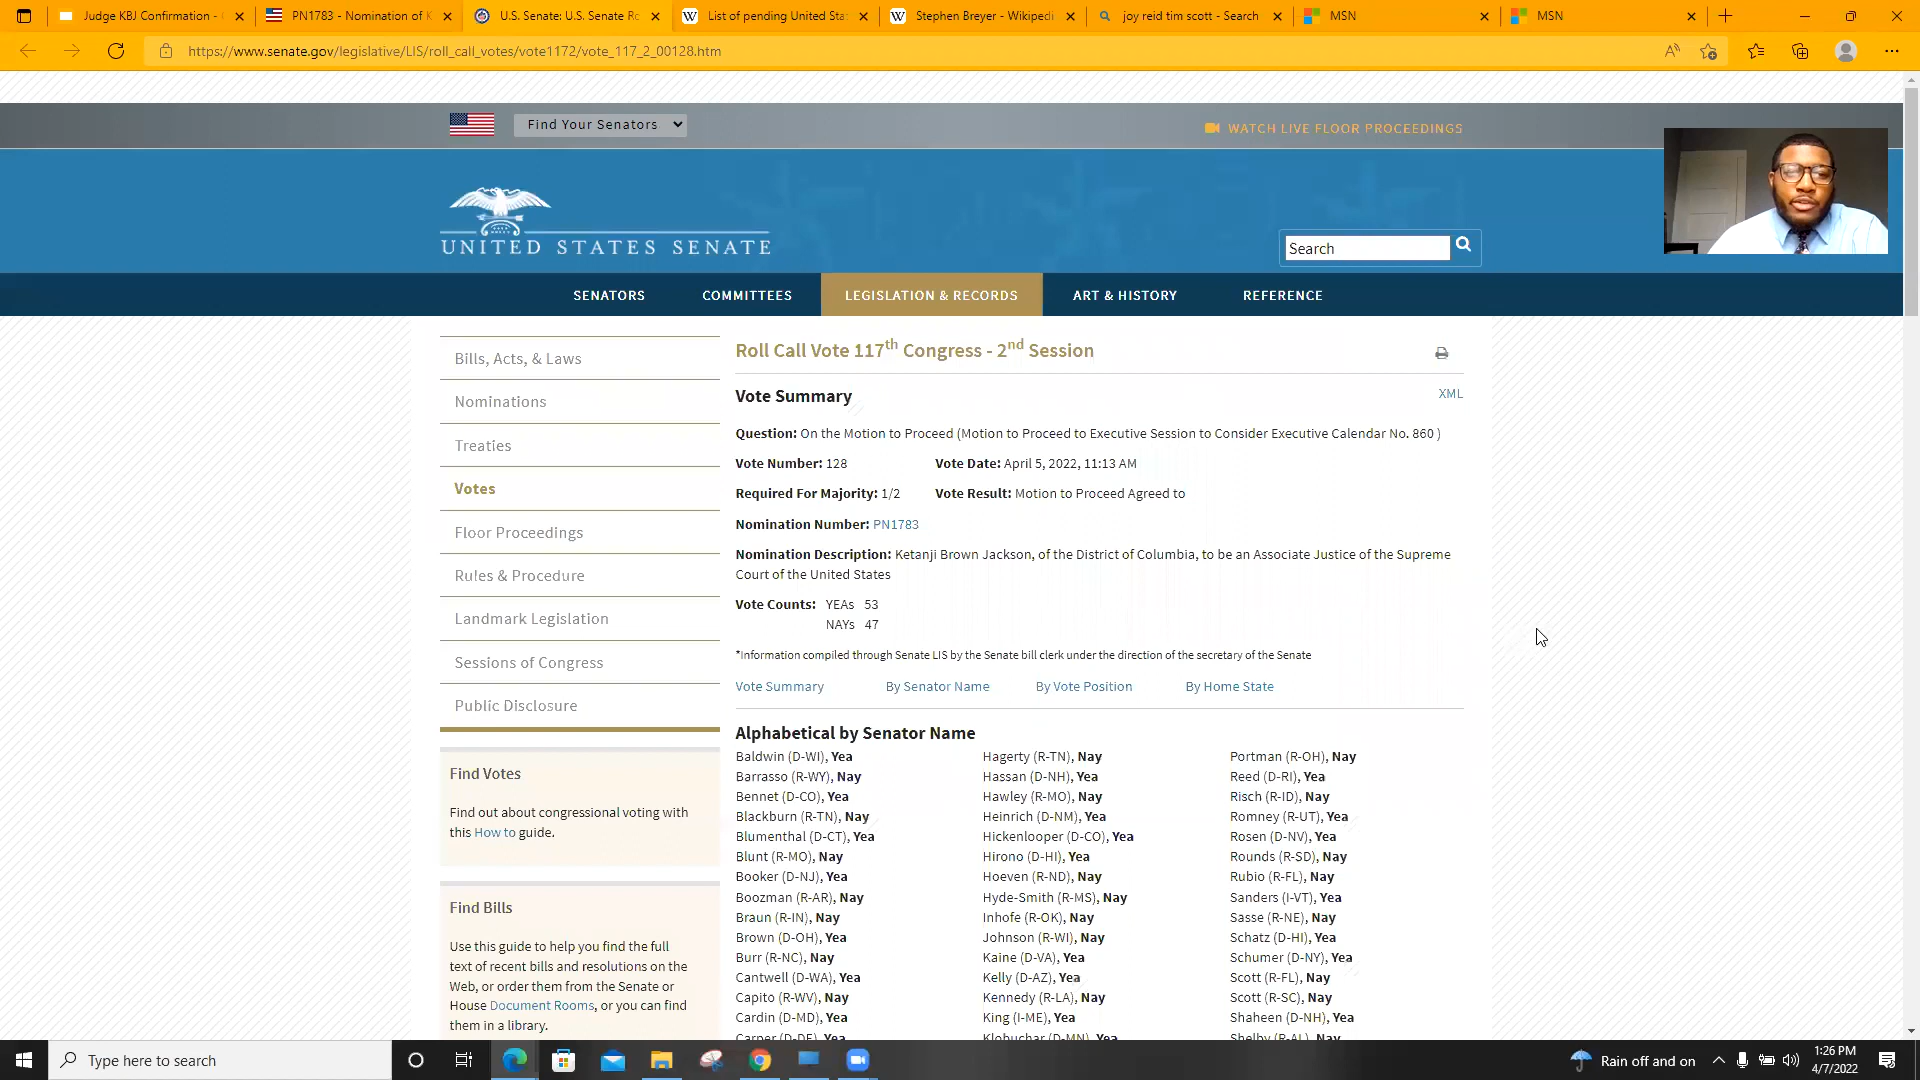 Judge KBJ Confirmation -
PN1783 - Nomination of K
U.S. Senate: U.S. Senate Ro
List of pending United Sta
Stephen Breyer - Wikipedi
joy reid tim scott - Search
MSN
MSN
https://www.senate.gov/legislative/LIS/roll_call_votes/vote1172/vote_117_2_00128.htm
Find Your Senators
WATCH LIVE FLOOR PROCEEDINGS
UNITED STATES SENATE
Search
SENATORS
COMMITTEES
LEGISLATION & RECORDS
ART & HISTORY
REFERENCE
Bills, Acts, & Laws
Nominations
Treaties
Votes
Floor Proceedings
Rules & Procedure
Landmark Legislation
Sessions of Congress
Public Disclosure
Find Votes
Find out about congressional voting with
this How to guide.
Find Bills
Use this guide to help you find the full
text of recent bills and resolutions on the
Web, or order them from the Senate or
House Document Rooms, or you can find
them in a library.
Roll Call Vote 117th Congress - 2nd Session
Vote Summary
XML
Question: On the Motion to Proceed (Motion to Proceed to Executive Session to Consider Executive Calendar No. 860 )
Vote Number: 128 Vote Date: April 5, 2022, 11:13 AM
Required For Majority: 1/2 Vote Result: Motion to Proceed Agreed to
Nomination Number: PN1783
Nomination Description: Ketanji Brown Jackson, of the District of Columbia, to be an Associate Justice of the Supreme
Court of the United States
Vote Counts: YEAs 53
NAYs 47
*Information compiled through Senate LIS by the Senate bill clerk under the direction of the secretary of the Senate
Vote Summary By Senator Name By Vote Position By Home State
Alphabetical by Senator Name
Baldwin (D-WI), Yea
Barrasso (R-WY), Nay
Bennet (D-CO), Yea
Blackburn (R-TN), Nay
Blumenthal (D-CT), Yea
Blunt (R-MO), Nay
Booker (D-NJ), Yea
Boozman (R-AR), Nay
Braun (R-IN), Nay
Brown (D-OH), Yea
Burr (R-NC), Nay
Cantwell (D-WA), Yea
Capito (R-WV), Nay
Cardin (D-MD), Yea
Carper (D-DE), Yea
Hagerty (R-TN), Nay
Hassan (D-NH), Yea
Hawley (R-MO), Nay
Heinrich (D-NM), Yea
Hickenlooper (D-CO), Yea
Hirono (D-HI), Yea
Hoeven (R-ND), Nay
Hyde-Smith (R-MS), Nay
Inhofe (R-OK), Nay
Johnson (R-WI), Nay
Kaine (D-VA), Yea
Kelly (D-AZ), Yea
Kennedy (R-LA), Nay
King (I-ME), Yea
Klobuchar (D-MN), Yea
Portman (R-OH), Nay
Reed (D-RI), Yea
Risch (R-ID), Nay
Romney (R-UT), Yea
Rosen (D-NV), Yea
Rounds (R-SD), Nay
Rubio (R-FL), Nay
Sanders (I-VT), Yea
Sasse (R-NE), Nay
Schatz (D-HI), Yea
Schumer (D-NY), Yea
Scott (R-FL), Nay
Scott (R-SC), Nay
Shaheen (D-NH), Yea
Shelby (R-AL), Nay
Type here to search
Rain off and on
1:26 PM
4/7/2022